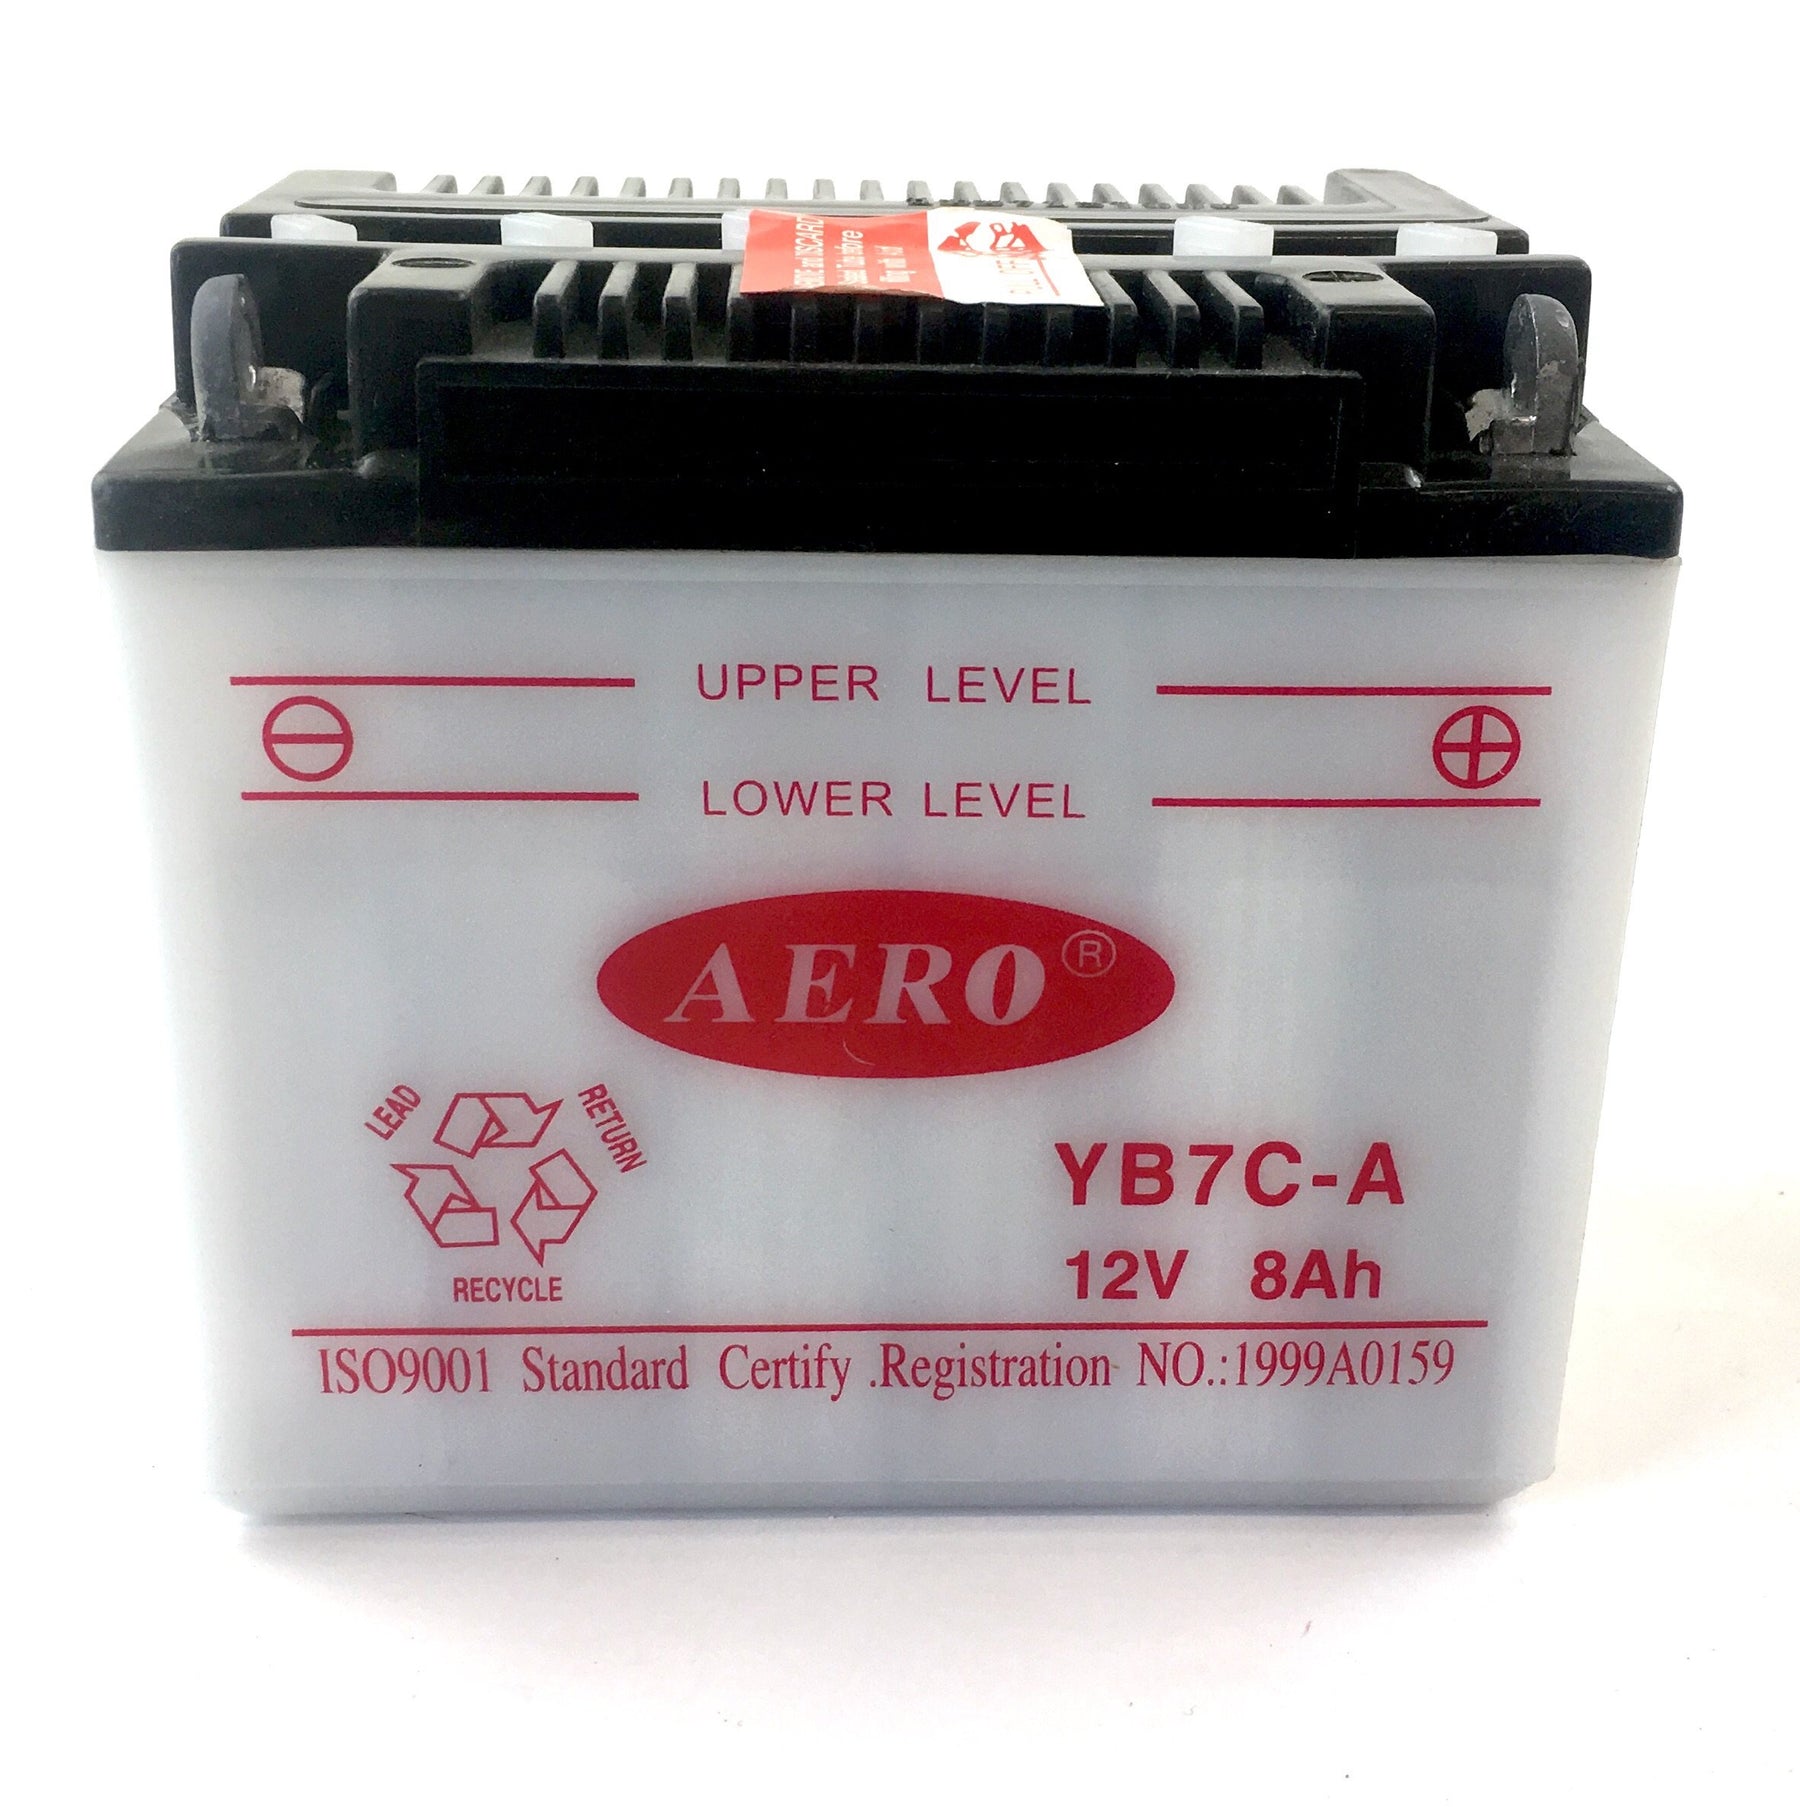 UPPER LEVEL
LOWER LEVEL
AERO ®
LEAD
RETURN
RECYCLE
YB7C-A
12V 8Ah
ISO9001 Standard Certify .Registration NO.:1999A0159